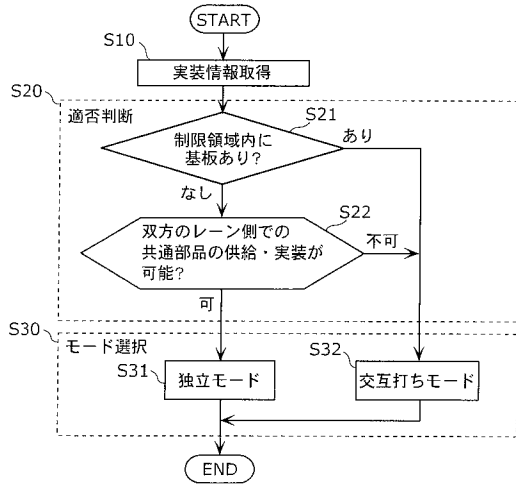 START
S10
実装情報取得
S20
適否判断
S21
制限領域内に
基板あり?
あり
なし
S22
双方のレーン側での
共通部品の供給・実装が
可能?
不可
可
S30
モード選択
S31
独立モード
S32
交互打ちモード
END